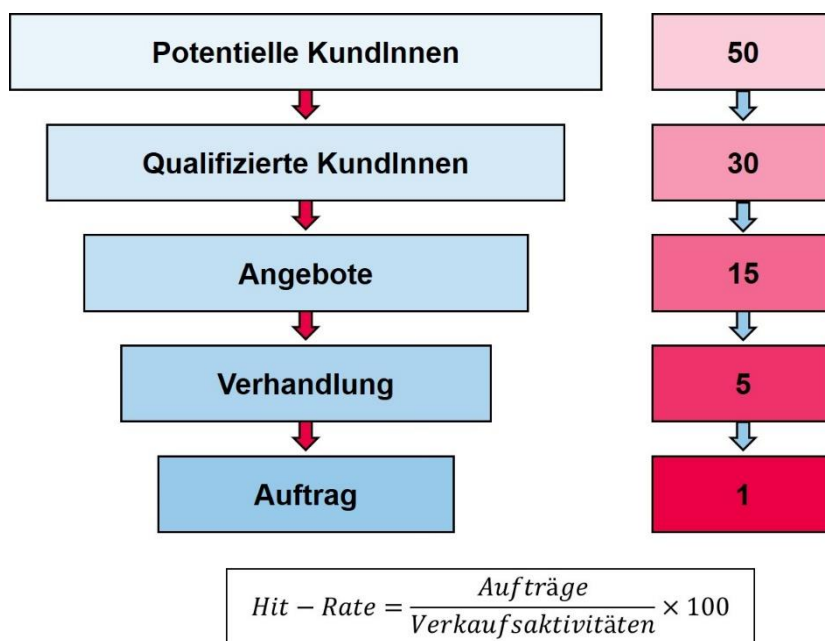 Potentielle KundInnen 50
Qualifizierte KundInnen 30
Angebote 15
Verhandlung 5
Auftrag 1
Hit − Rate = Aufträge / Verkaufsaktivitäten × 100